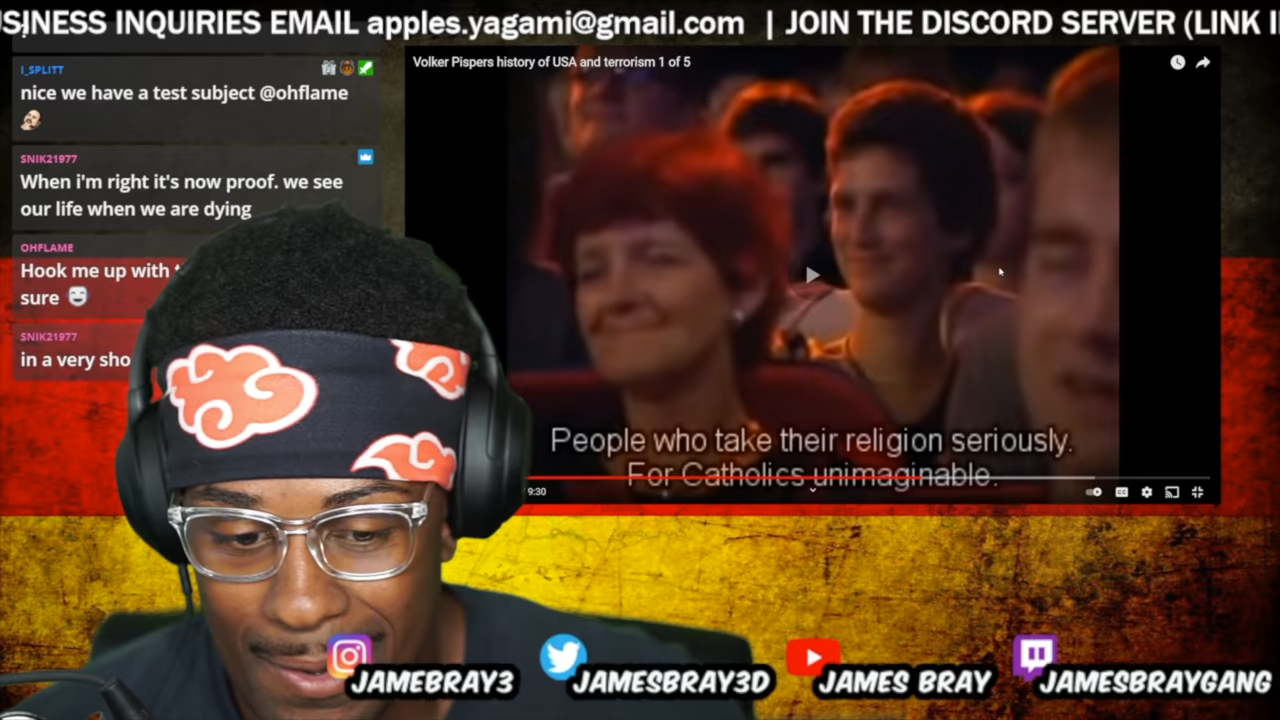 SINESS INQUIRIES EMAIL apples.yagami@gmail.com | JOIN THE DISCORD SERVER (LINK I
I_SPLITT
nice we have a test subject @ohflame
SNIK21977
When i'm right it's now proof. we see
our life when we are dying
OHFLAME
Hook me up with
sure
SNIK21977
in a very sho
Volker Pispers history of USA and terrorism 1 of 5
People who take their religion seriously.
For Catholics unimaginable.
9:30
JAMEBRAY3
JAMESBRAY3D
JAMES BRAY
JAMESBRAYGANG